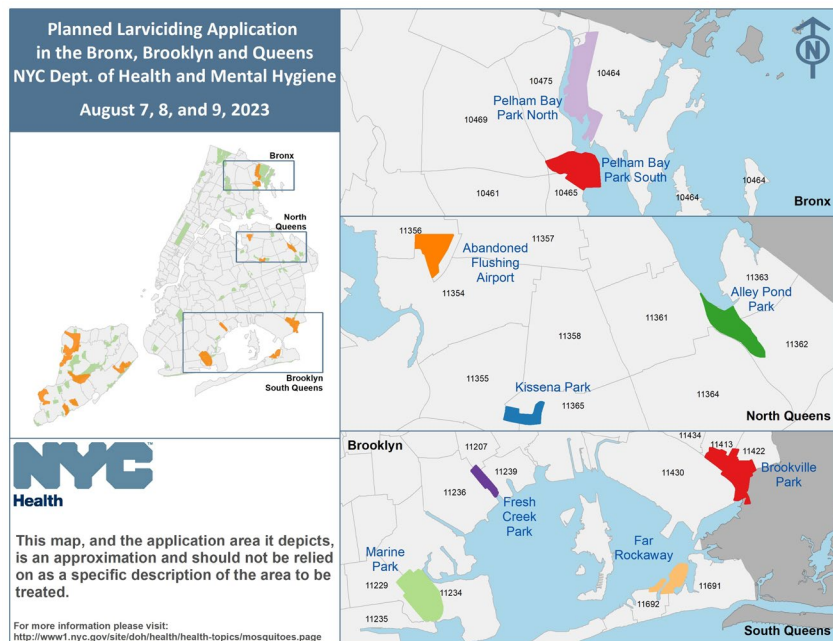 Planned Larviciding Application
in the Bronx, Brooklyn and Queens
NYC Dept. of Health and Mental Hygiene
August 7, 8, and 9, 2023
Bronx
North
Queens
Brooklyn
South Queens
NYC
Health
This map, and the application area it depicts,
is an approximation and should not be relied
on as a specific description of the area to be
treated.
For more information please visit:
http://www1.nyc.gov/site/doh/health/health-topics/mosquitoes.page
N
10475
10464
Pelham Bay
Park North
10469
Pelham Bay
Park South
10461
10465
10464
10464
Bronx
11356
11357
Abandoned
Flushing
Airport
11354
11363
Alley Pond
Park
11361
11358
11362
11355
Kissena Park
11365
11364
North Queens
Brooklyn
11207
11434
11413
11422
11239
11430
Brookville
Park
11236
Fresh
Creek
Park
Far
Rockaway
Marine
Park
11229
11234
11691
11692
11235
South Queens